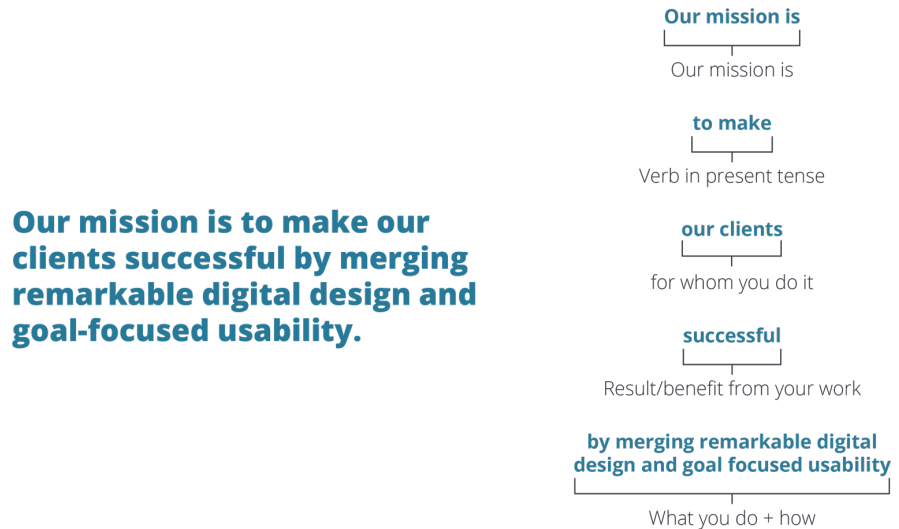 Our mission is to make our
clients successful by merging
remarkable digital design and
goal-focused usability.
Our mission is
Our mission is
to make
Verb in present tense
our clients
for whom you do it
successful
Result/benefit from your work
by merging remarkable digital
design and goal focused usability
What you do + how